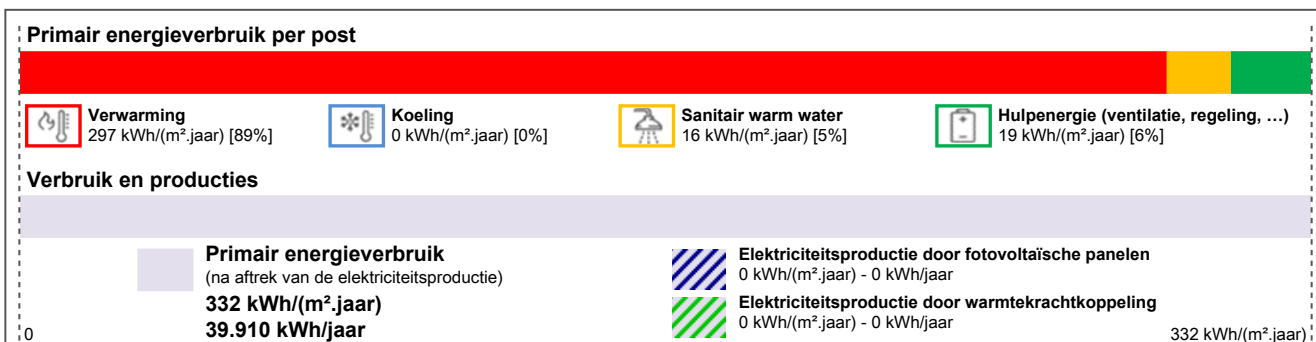 Primair energieverbruik per post
Verwarming
297 kWh/(m².jaar) [89%]
Koeling
0 kWh/(m².jaar) [0%]
Sanitair warm water
16 kWh/(m².jaar) [5%]
Hulpenergie (ventilatie, regeling, …)
19 kWh/(m².jaar) [6%]
Verbruik en producties
Primair energieverbruik
(na aftrek van de elektriciteitsproductie)
332 kWh/(m².jaar)
39.910 kWh/jaar
Elektriciteitsproductie door fotovoltaïsche panelen
0 kWh/(m².jaar) - 0 kWh/jaar
Elektriciteitsproductie door warmtekrachtkoppeling
0 kWh/(m².jaar) - 0 kWh/jaar
0
332 kWh/(m².jaar)